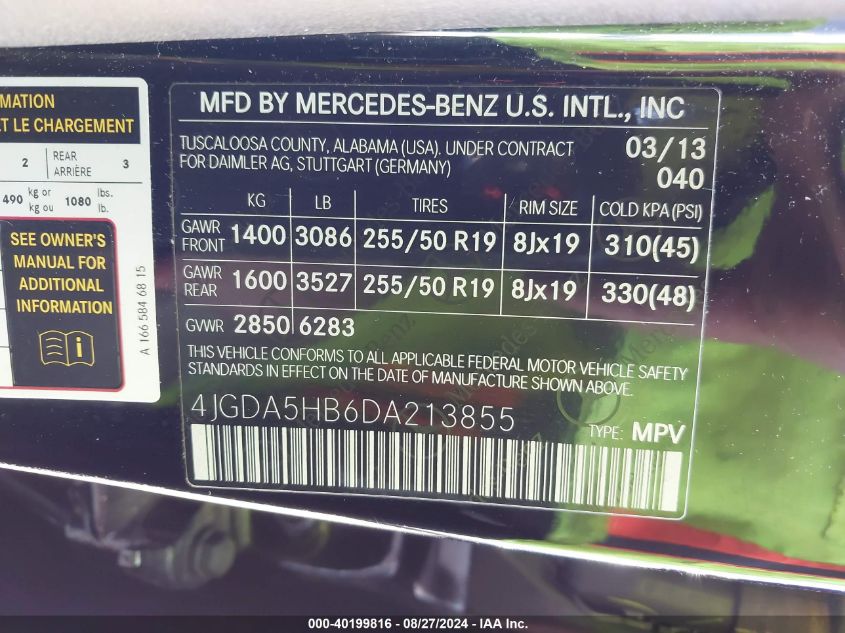 MFD BY MERCEDES-BENZ U.S. INTL., INC
TUSCALOOSA COUNTY, ALABAMA (USA), UNDER CONTRACT
FOR DAIMLER AG, STUTTGART (GERMANY)
03/13
040
KG LB TIRES RIM SIZE COLD KPA(PSI)
GAWR FRONT 1400 3086 255/50 R19 8Jx19 310(45)
GAWR REAR 1600 3527 255/50 R19 8Jx19 330(48)
GVWR 2850 6283
THIS VEHICLE CONFORMS TO ALL APPLICABLE FEDERAL MOTOR VEHICLE SAFETY
STANDARDS IN EFFECT ON THE DATE OF MANUFACTURE SHOWN ABOVE.
4JGDA5HB6DA213855
TYPE: MPV
ET LE CHARGEMENT
2 REAR ARRIÈRE 3
490 kg or kg ou 1080 lbs. lb.
SEE OWNER'S
MANUAL FOR
ADDITIONAL
INFORMATION
A 166 584 68 15
000-40199816 - 08/27/2024 - IAA Inc.